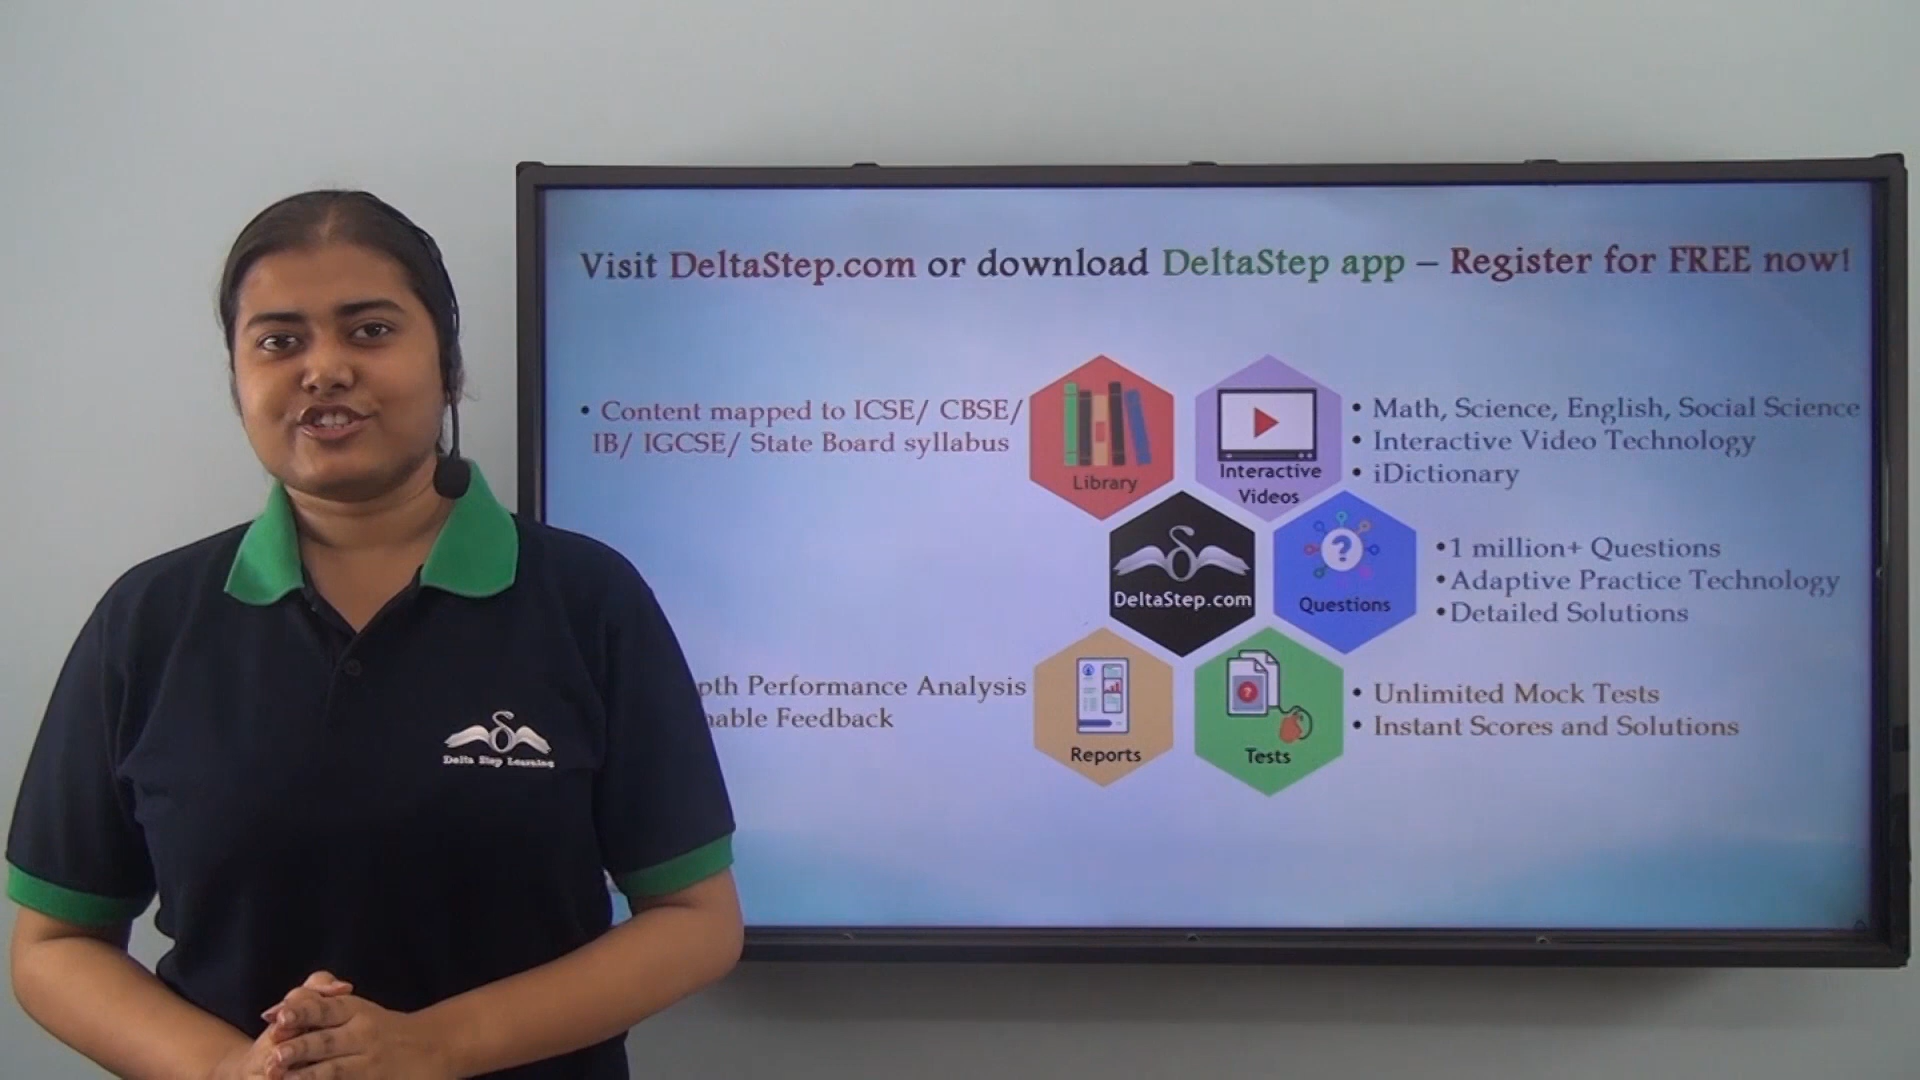 Visit DeltaStep.com or download DeltaStep app – Register for FREE now!
• Content mapped to ICSE/ CBSE/
IB/ IGCSE/ State Board syllabus
Library
Interactive
Videos
• Math, Science, English, Social Science
• Interactive Video Technology
• iDictionary
DeltaStep.com
Questions
•1 million+ Questions
•Adaptive Practice Technology
•Detailed Solutions
Performance Analysis
Feedback
Reports
Tests
• Unlimited Mock Tests
• Instant Scores and Solutions
Delta Step Learning